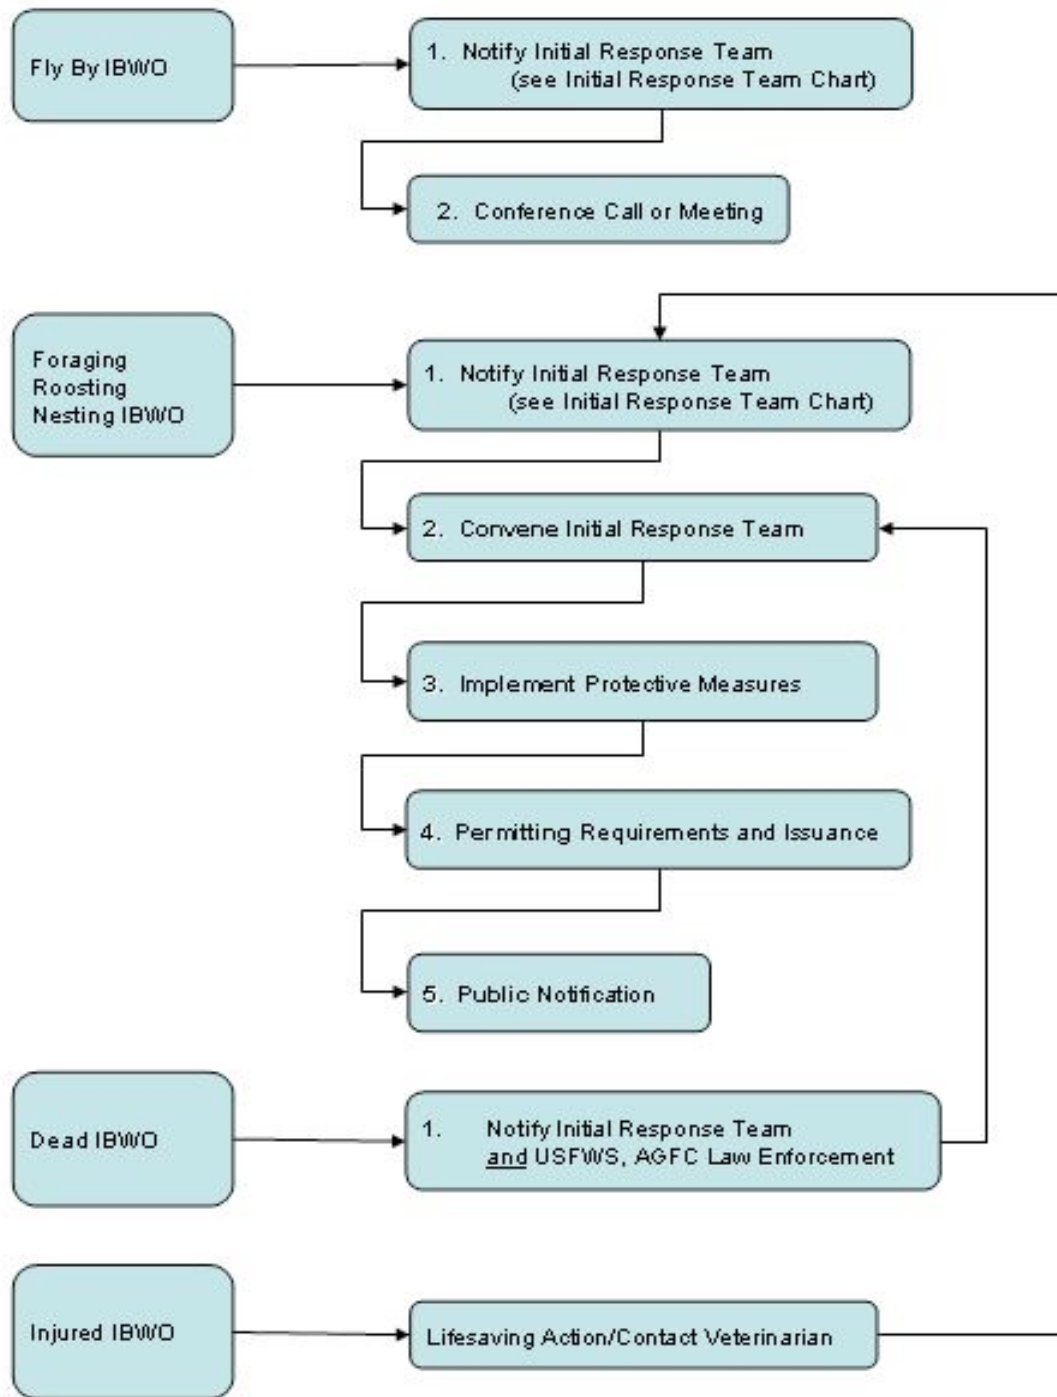 Fly By IBWO
1. Notify Initial Response Team
(see Initial Response Team Chart)
2. Conference Call or Meeting
Foraging
Roosting
Nesting IBWO
1. Notify Initial Response Team
(see Initial Response Team Chart)
2. Convene Initial Response Team
3. Implement Protective Measures
4. Permitting Requirements and Issuance
5. Public Notification
Dead IBWO
1. Notify Initial Response Team
and USFWS, AGFC Law Enforcement
Injured IBWO
Lifesaving Action/Contact Veterinarian